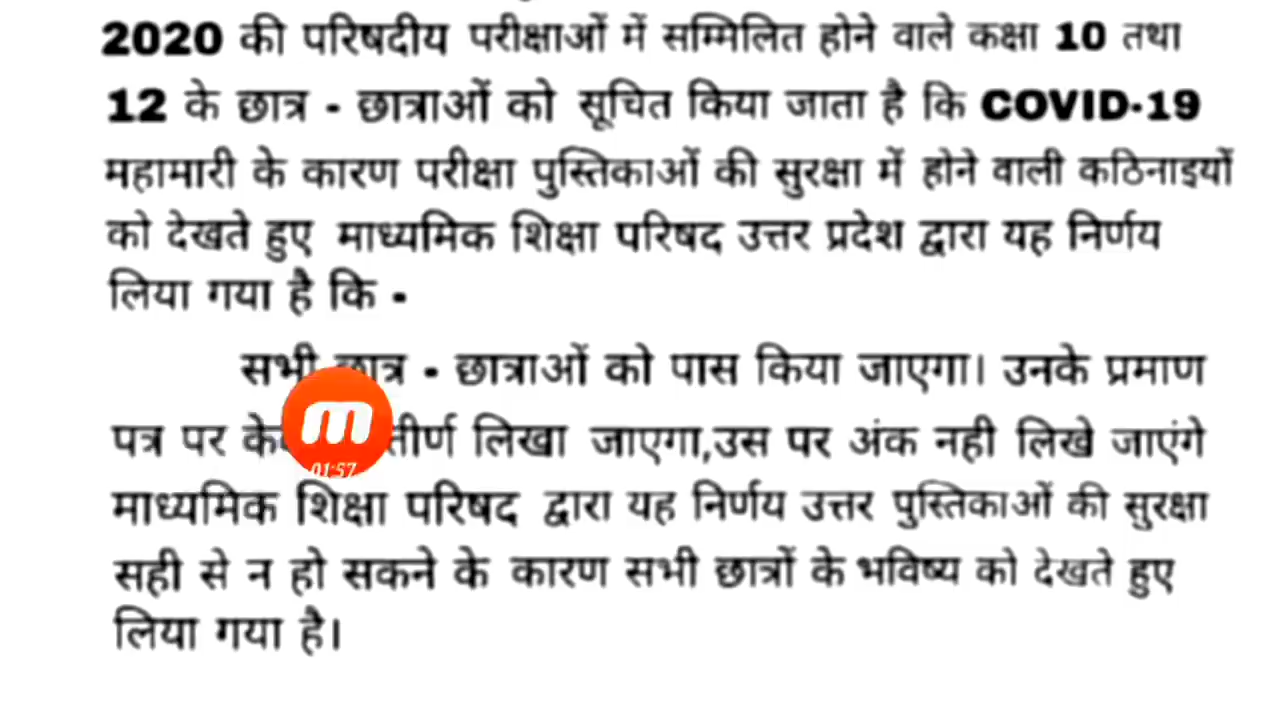 2020 की परिषदीय परीक्षाओं में सम्मिलित होने वाले कक्षा 10 तथा
12 के छात्र - छात्राओं को सूचित किया जाता है कि COVID-19
महामारी के कारण परीक्षा पुस्तिकाओं की सुरक्षा में होने वाली कठिनाइयों
को देखते हुए माध्यमिक शिक्षा परिषद उत्तर प्रदेश द्वारा यह निर्णय
लिया गया है कि -
सभी छात्र - छात्राओं को पास किया जाएगा। उनके प्रमाण
पत्र पर लिखा जाएगा,उस पर अंक नही लिखे जाएंगे
01:57
माध्यमिक शिक्षा परिषद द्वारा यह निर्णय उत्तर पुस्तिकाओं की सुरक्षा
सही से न हो सकने के कारण सभी छात्रों के भविष्य को देखते हुए
लिया गया है।